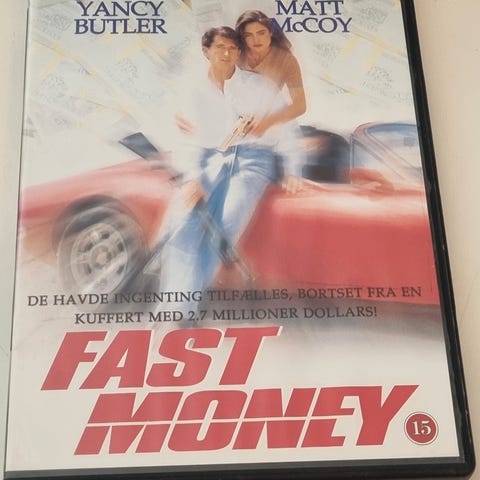 YANCY
BUTLER
MATT
McCOY
DE HAVDE INGENTING TILFÆLLES, BORTSET FRA EN
KUFFERT MED 2,7 MILLIONER DOLLARS!
FAST
MONEY
15